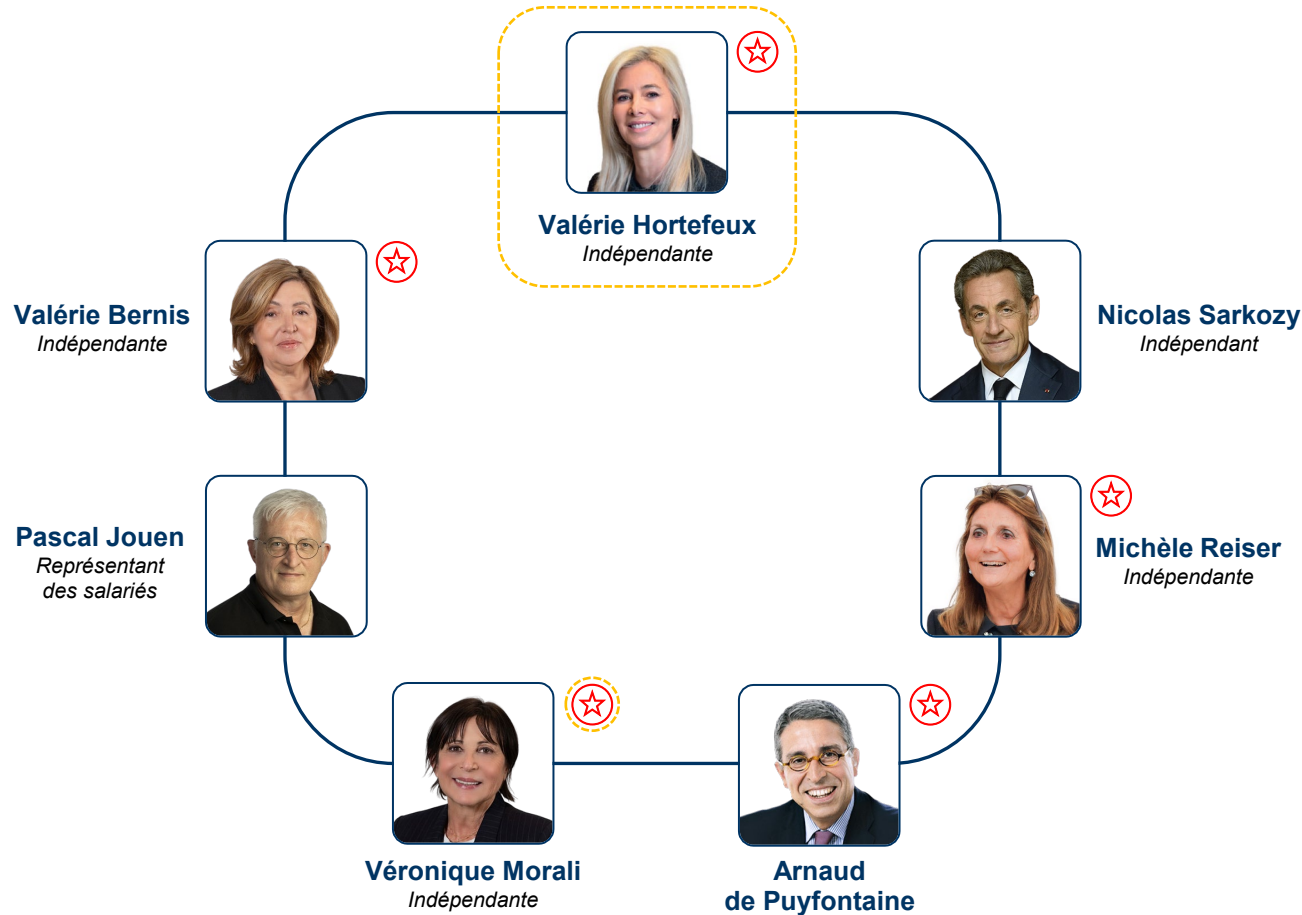 Valérie Hortefeux
Indépendante
Valérie Bernis
Indépendante
Nicolas Sarkozy
Indépendant
Pascal Jouen
Représentant
des salariés
Michèle Reiser
Indépendante
Véronique Morali
Indépendante
Arnaud
de Puyfontaine